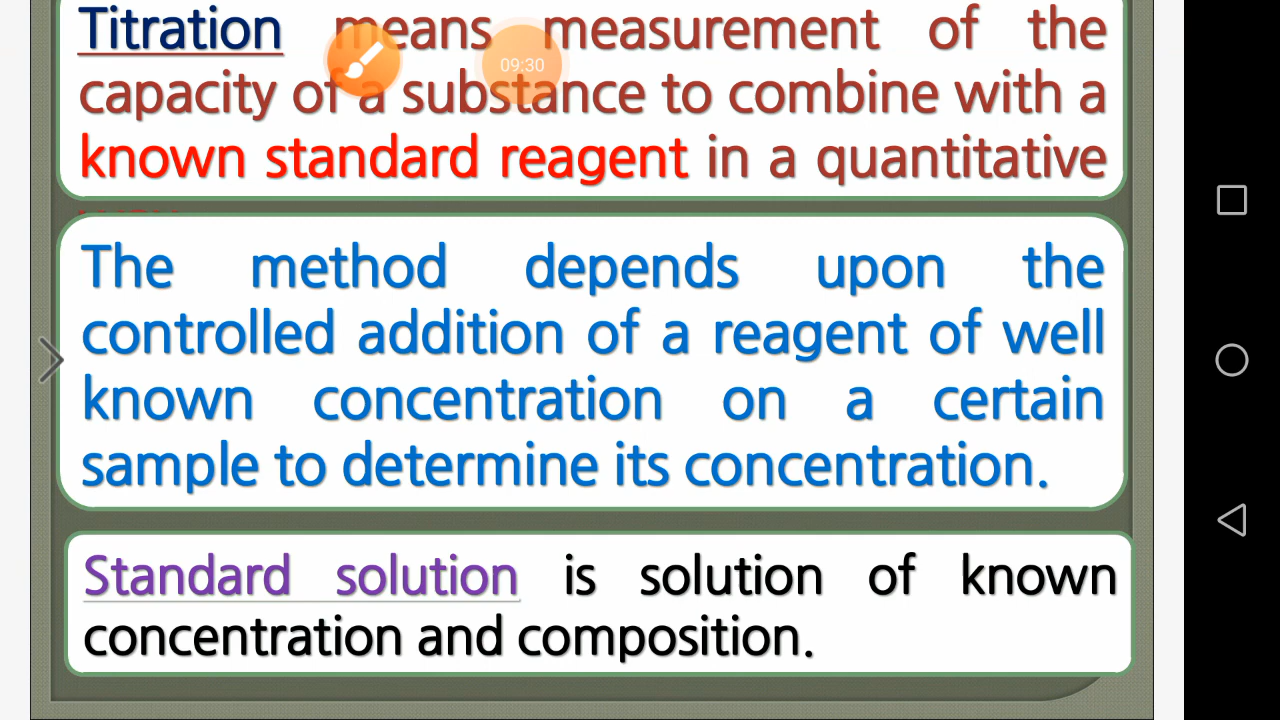 Titration means measurement of the
capacity of a substance to combine with a
known standard reagent in a quantitative
The method depends upon the
controlled addition of a reagent of well
known concentration on a certain
sample to determine its concentration.
Standard solution is solution of known
concentration and composition.
09:30